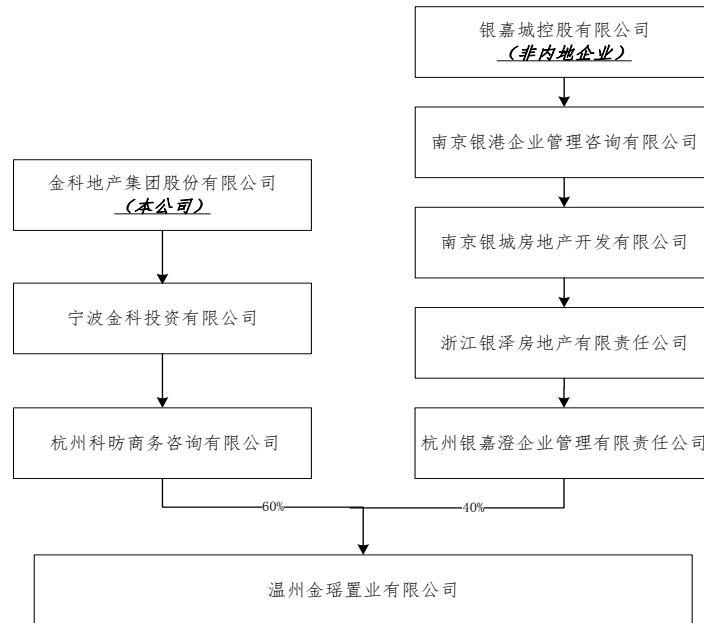 银嘉城控股有限公司
（非内地企业）
南京银港企业管理咨询有限公司
金科地产集团股份有限公司
（本公司）
南京银城房地产开发有限公司
宁波金科投资有限公司
浙江银泽房地产有限责任公司
杭州科昉商务咨询有限公司
杭州银嘉澄企业管理有限责任公司
60%
40%
温州金瑶置业有限公司